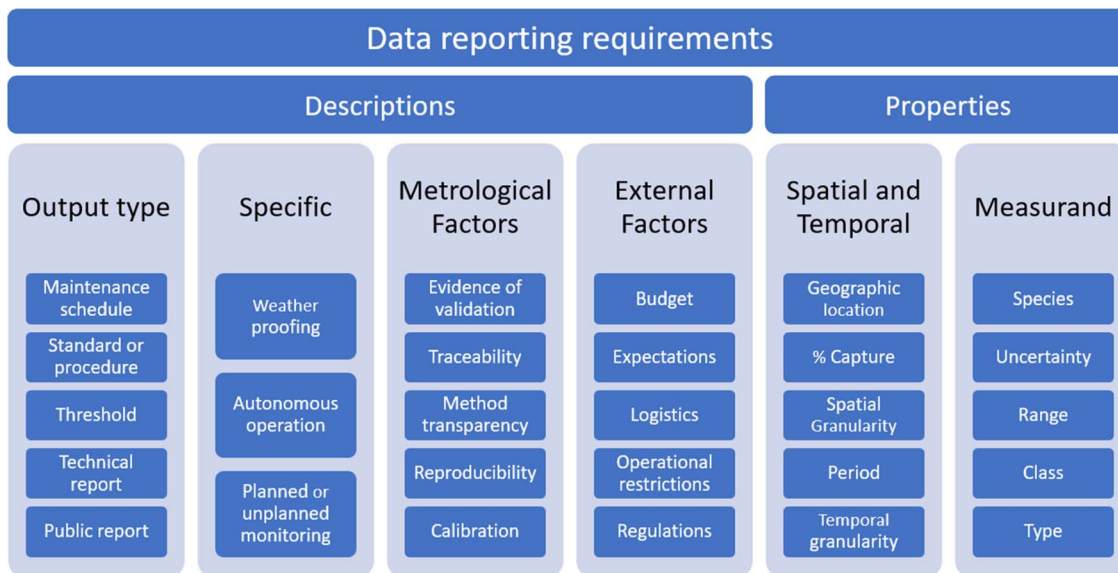 Data reporting requirements
Descriptions
Properties
Output type
Maintenance
schedule
Standard or
procedure
Threshold
Technical
report
Public report
Specific
Weather
proofing
Autonomous
operation
Planned or
unplanned
monitoring
Metrological
Factors
Evidence of
validation
Traceability
Method
transparency
Reproducibility
Calibration
External
Factors
Budget
Expectations
Logistics
Operational
restrictions
Regulations
Spatial and
Temporal
Geographic
location
% Capture
Spatial
Granularity
Period
Temporal
granularity
Measurand
Species
Uncertainty
Range
Class
Type